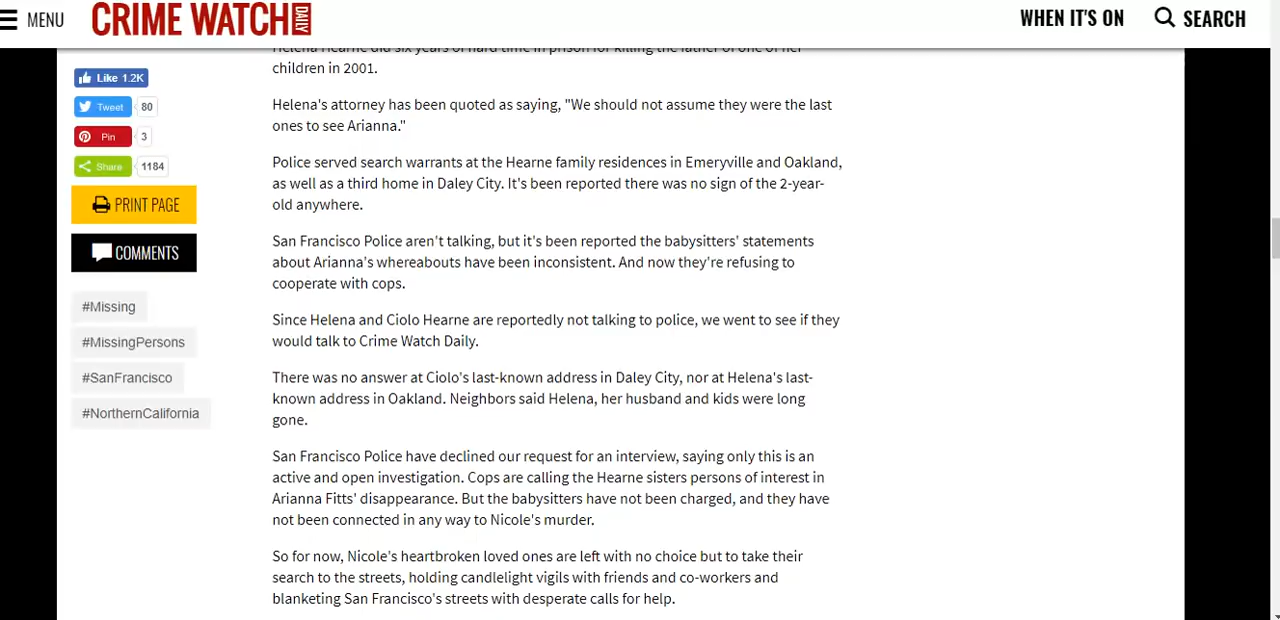 MENU
CRIME WATCH DAILY
WHEN IT'S ON
SEARCH
Like 1.2K
Tweet 80
Pin 3
Share 1184
PRINT PAGE
COMMENTS
#Missing
#MissingPersons
#SanFrancisco
#NorthernCalifornia
Helena Hearne did six years of hard time in prison for killing the father of one of her
children in 2001.
Helena's attorney has been quoted as saying, "We should not assume they were the last
ones to see Arianna."
Police served search warrants at the Hearne family residences in Emeryville and Oakland,
as well as a third home in Daley City. It's been reported there was no sign of the 2-year-
old anywhere.
San Francisco Police aren't talking, but it's been reported the babysitters' statements
about Arianna's whereabouts have been inconsistent. And now they're refusing to
cooperate with cops.
Since Helena and Ciolo Hearne are reportedly not talking to police, we went to see if they
would talk to Crime Watch Daily.
There was no answer at Ciolo's last-known address in Daley City, nor at Helena's last-
known address in Oakland. Neighbors said Helena, her husband and kids were long
gone.
San Francisco Police have declined our request for an interview, saying only this is an
active and open investigation. Cops are calling the Hearne sisters persons of interest in
Arianna Fitts' disappearance. But the babysitters have not been charged, and they have
not been connected in any way to Nicole's murder.
So for now, Nicole's heartbroken loved ones are left with no choice but to take their
search to the streets, holding candlelight vigils with friends and co-workers and
blanketing San Francisco's streets with desperate calls for help.